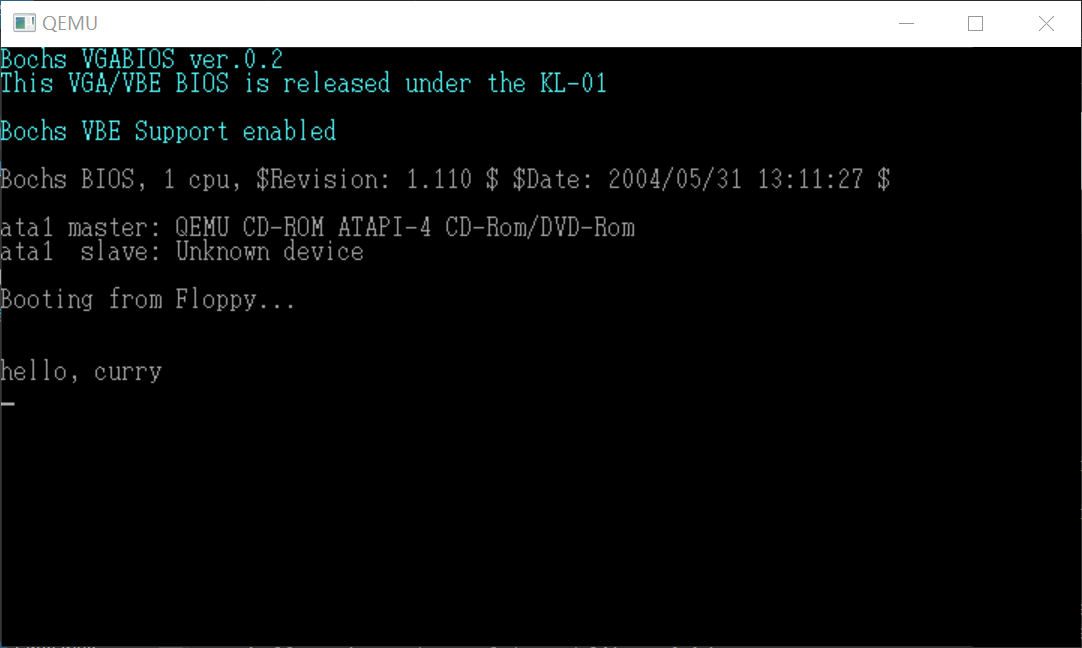 QEMU
Bochs VGABIOS ver.0.2
This VGA/VBE BIOS is released under the KL-01
Bochs VBE Support enabled
Bochs BIOS, 1 cpu, $Revision: 1.110 $ $Date: 2004/05/31 13:11:27 $
ata1 master: QEMU CD-ROM ATAPI-4 CD-Rom/DVD-Rom
ata1  slave: Unknown device
Booting from Floppy...
hello, curry